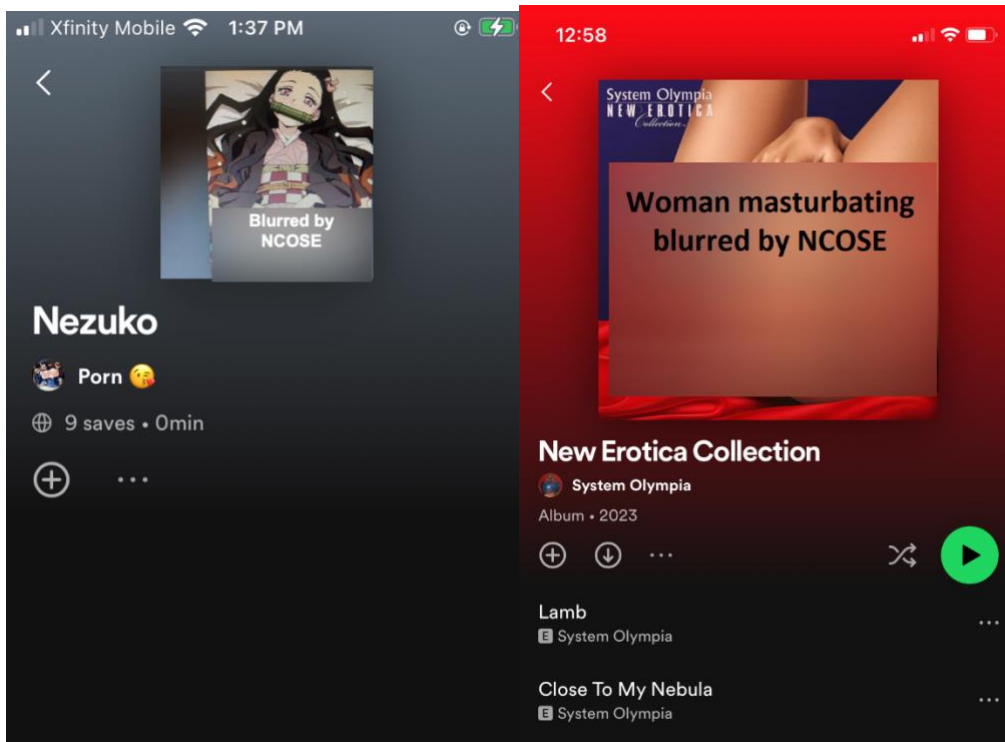 Xfinity Mobile 1:37 PM
Blurred by
NCOSE
Nezuko
Porn 😘
9 saves • 0min
12:58
System Olympia
NEW EROTICA
Collection
Woman masturbating
blurred by NCOSE
New Erotica Collection
System Olympia
Album • 2023
Lamb
E System Olympia
Close To My Nebula
E System Olympia